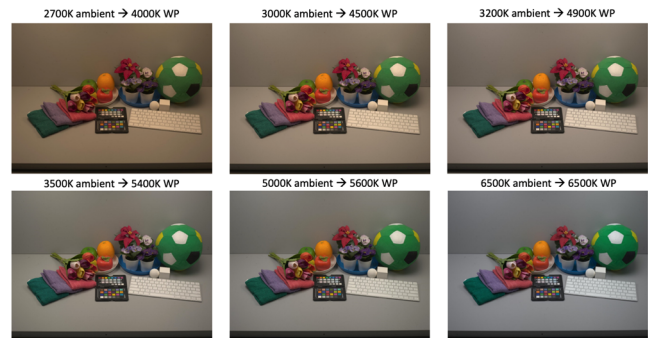 2700K ambient → 4000K WP
3000K ambient → 4500K WP
3200K ambient → 4900K WP
3500K ambient → 5400K WP
5000K ambient → 5600K WP
6500K ambient → 6500K WP